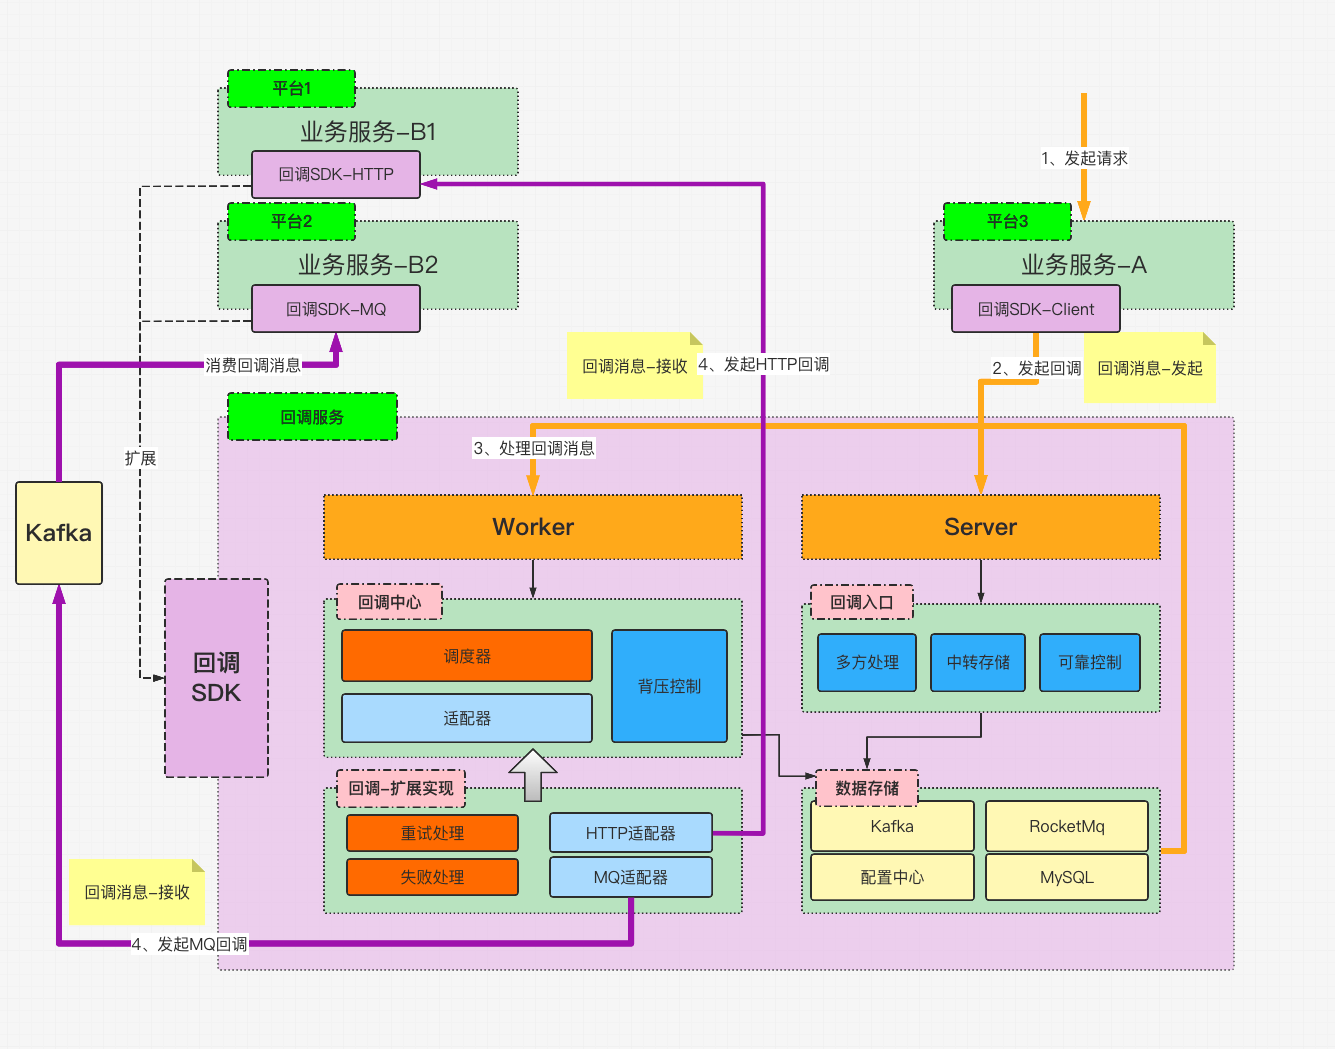 平台1
业务服务-B1
回调SDK-HTTP
1、发起请求
平台2
业务服务-B2
回调SDK-MQ
平台3
业务服务-A
回调SDK-Client
消费回调消息
回调消息-接收
4、发起HTTP回调
2、发起回调
回调消息-发起
回调服务
3、处理回调消息
扩展
Kafka
Worker
Server
回调中心
调度器
适配器
背压控制
回调入口
多方处理
中转存储
可靠控制
回调
SDK
回调-扩展实现
重试处理
失败处理
HTTP适配器
MQ适配器
数据存储
Kafka
RocketMq
配置中心
MySQL
回调消息-接收
4、发起MQ回调